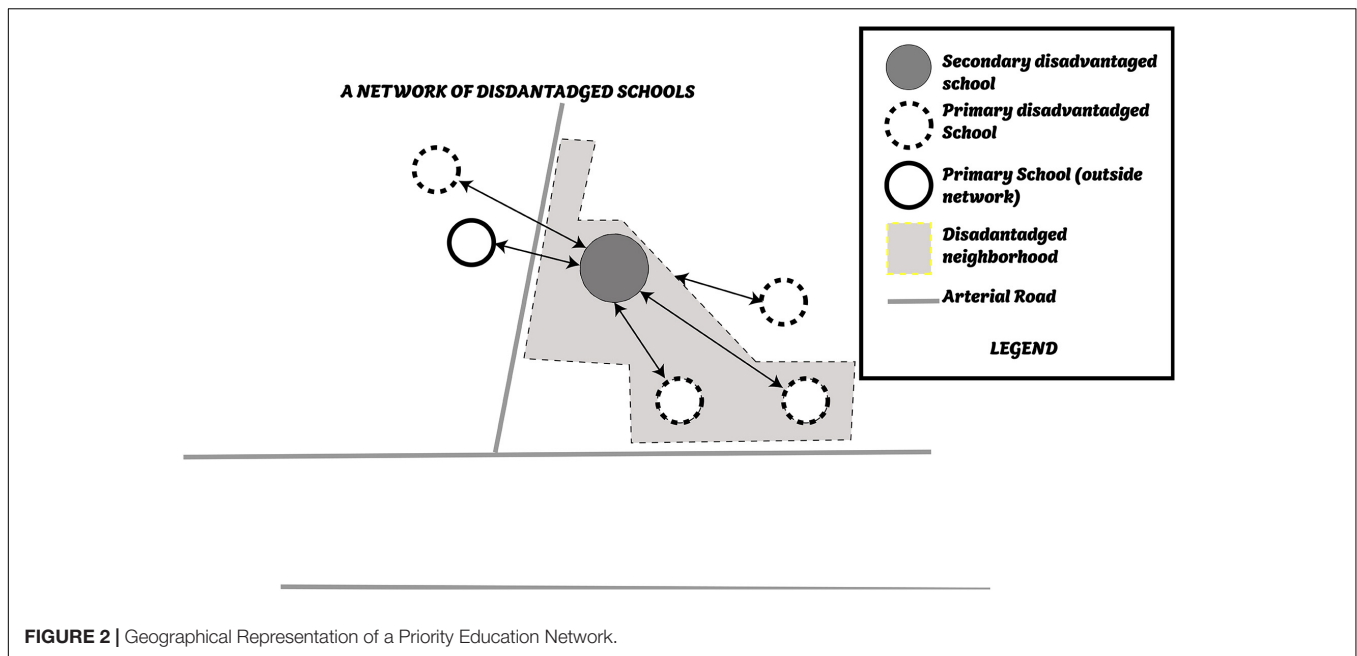 A NETWORK OF DISDANTADGED SCHOOLS
Secondary disadvantaged
school
Primary disadvantadged
School
Primary School (outside
network)
Disadantadged
neighborhood
Arterial Road
LEGEND
FIGURE 2 | Geographical Representation of a Priority Education Network.